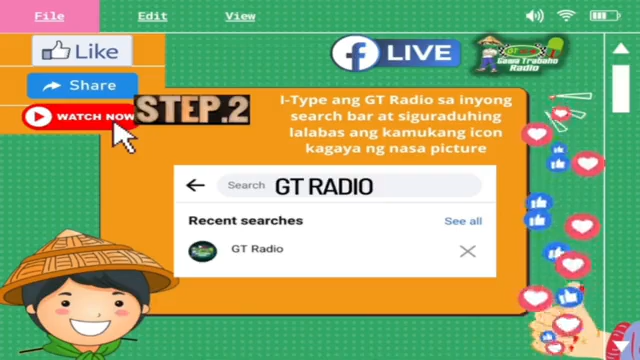 File Edit View
Like
Share
WATCH NOW
LIVE
Gawa Trabaho
Radio
STEP.2
I-Type ang GT Radio sa inyong
search bar at siguraduhing
lalabas ang kamukang icon
kagaya ng nasa picture
Search GT RADIO
Recent searches See all
GT Radio